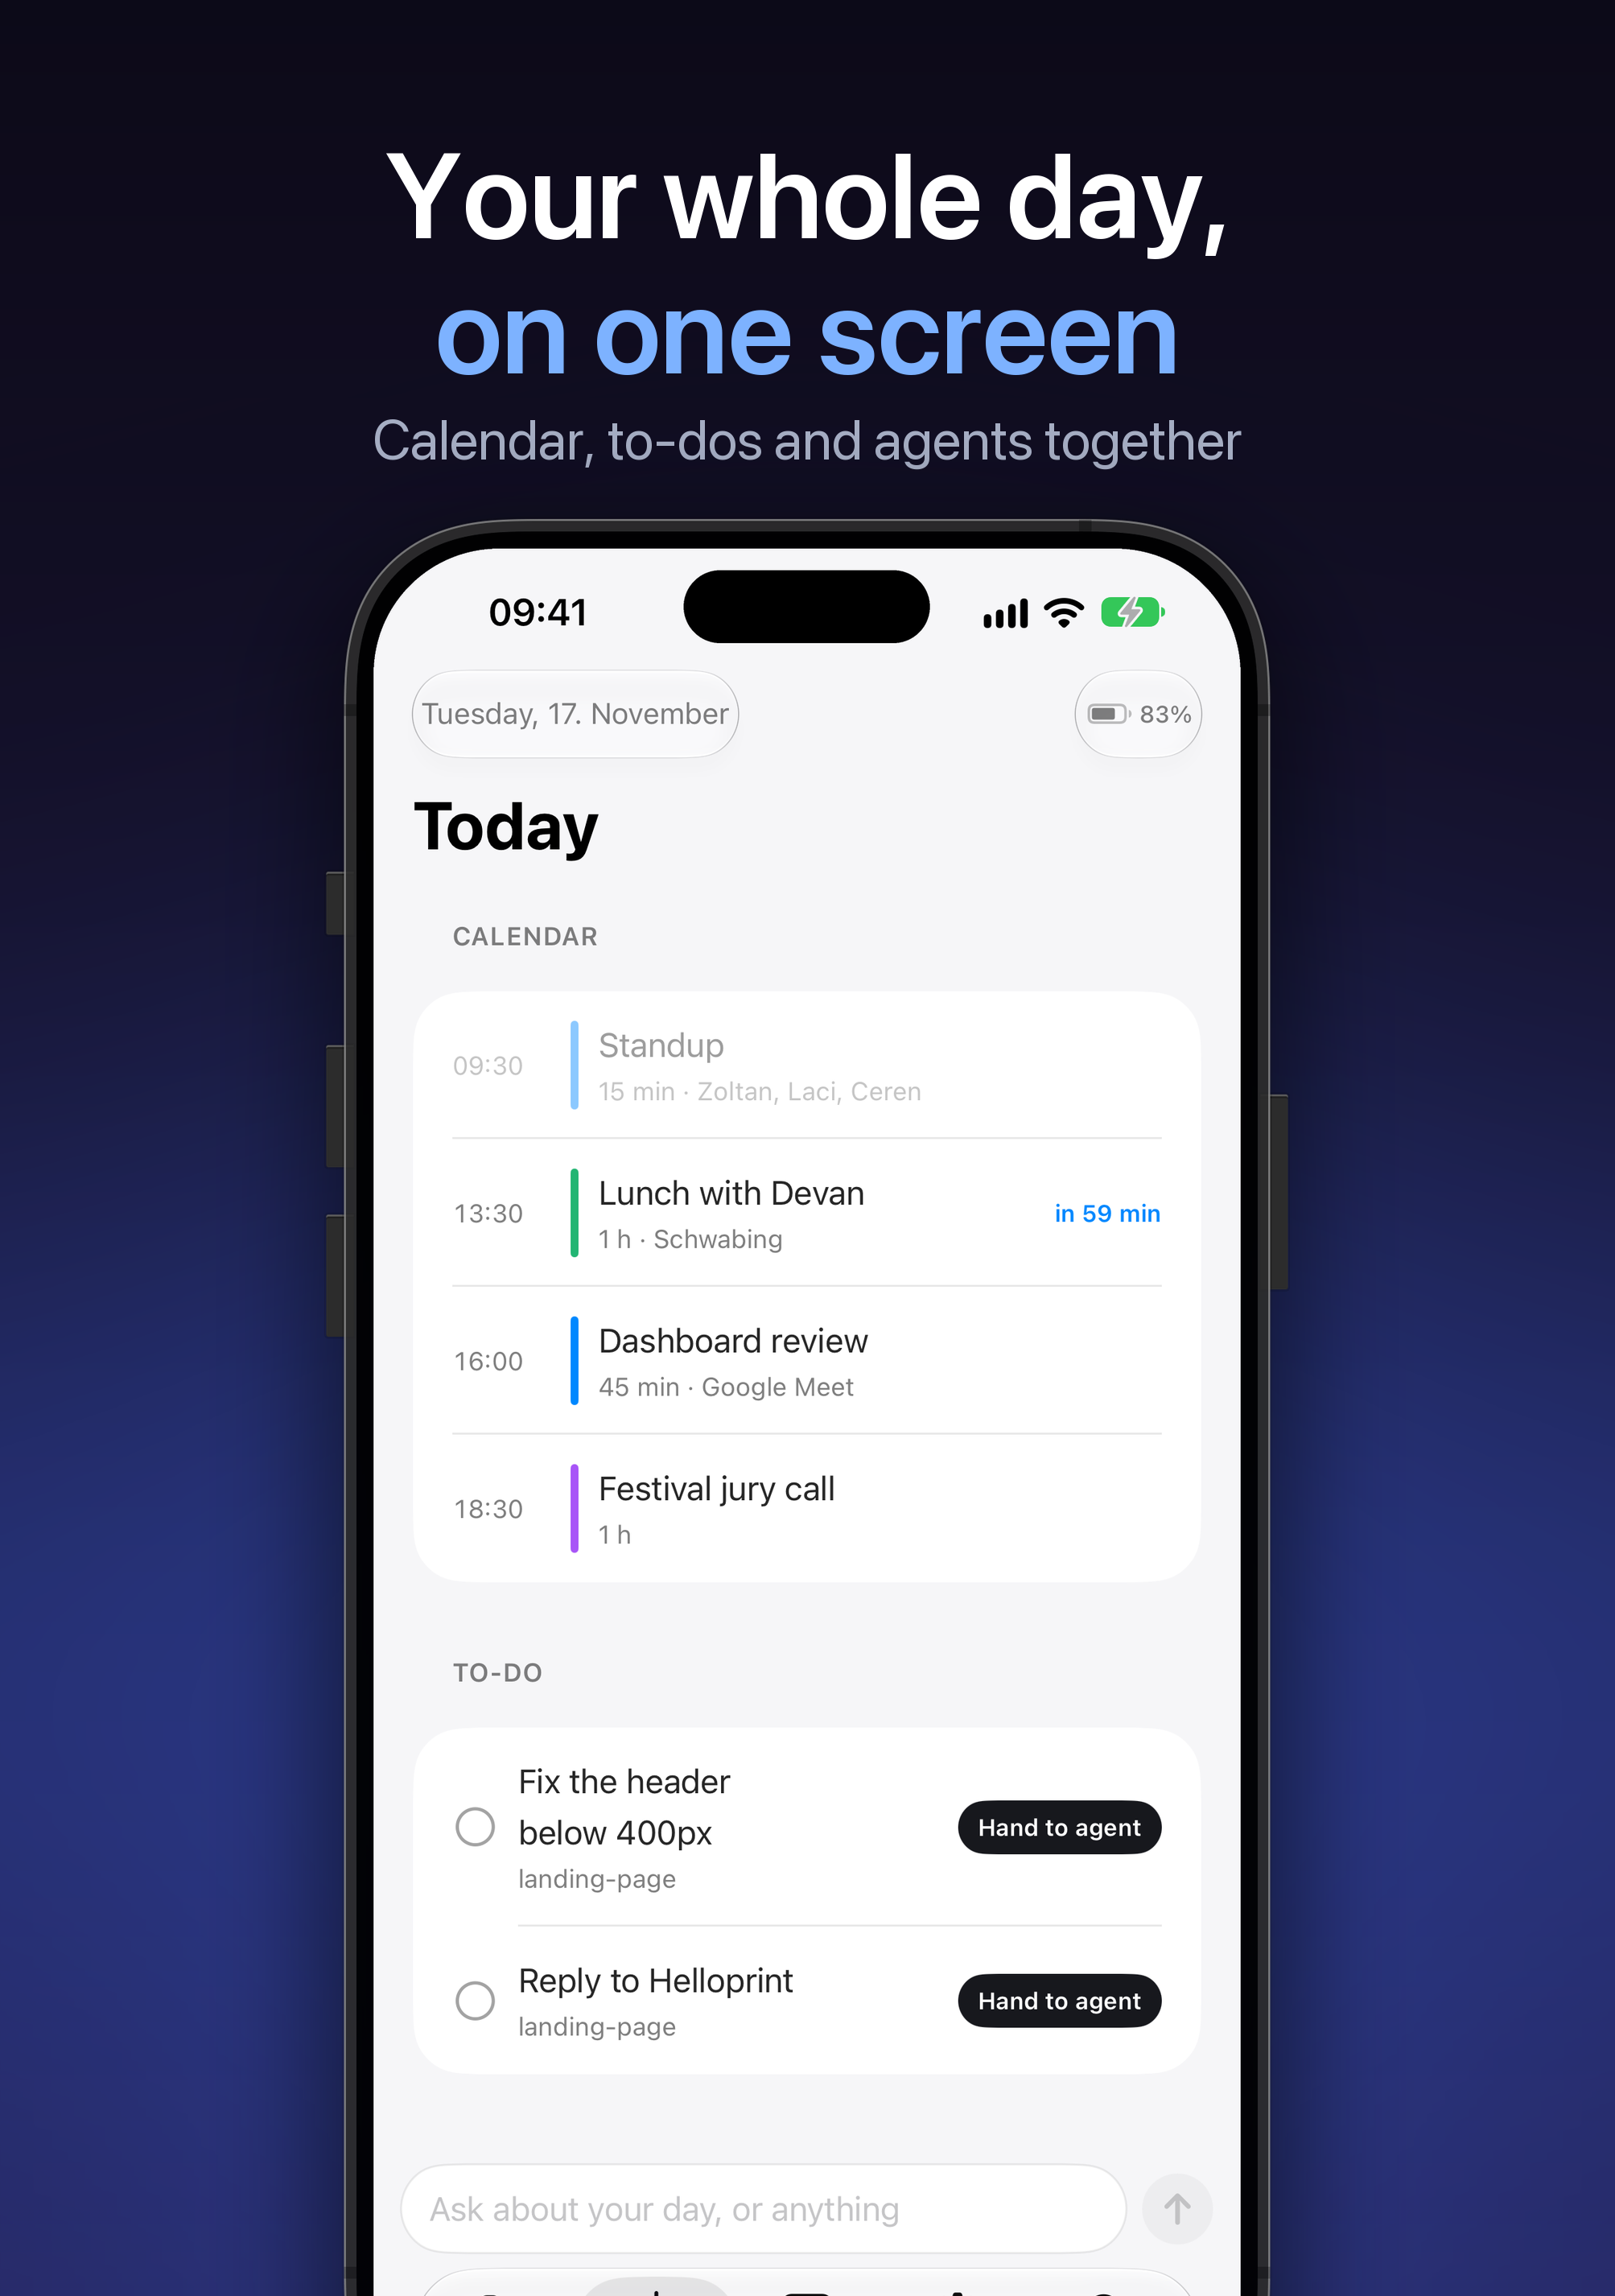 Your whole day,
on one screen
Calendar, to-dos and agents together
09:41
Tuesday, 17. November
83%
Today
CALENDAR
09:30
Standup
15 min · Zoltan, Laci, Ceren
13:30
Lunch with Devan
1 h · Schwabing
in 59 min
16:00
Dashboard review
45 min · Google Meet
18:30
Festival jury call
1 h
TO-DO
Fix the header
below 400px
landing-page
Hand to agent
Reply to Helloprint
landing-page
Hand to agent
Ask about your day, or anything